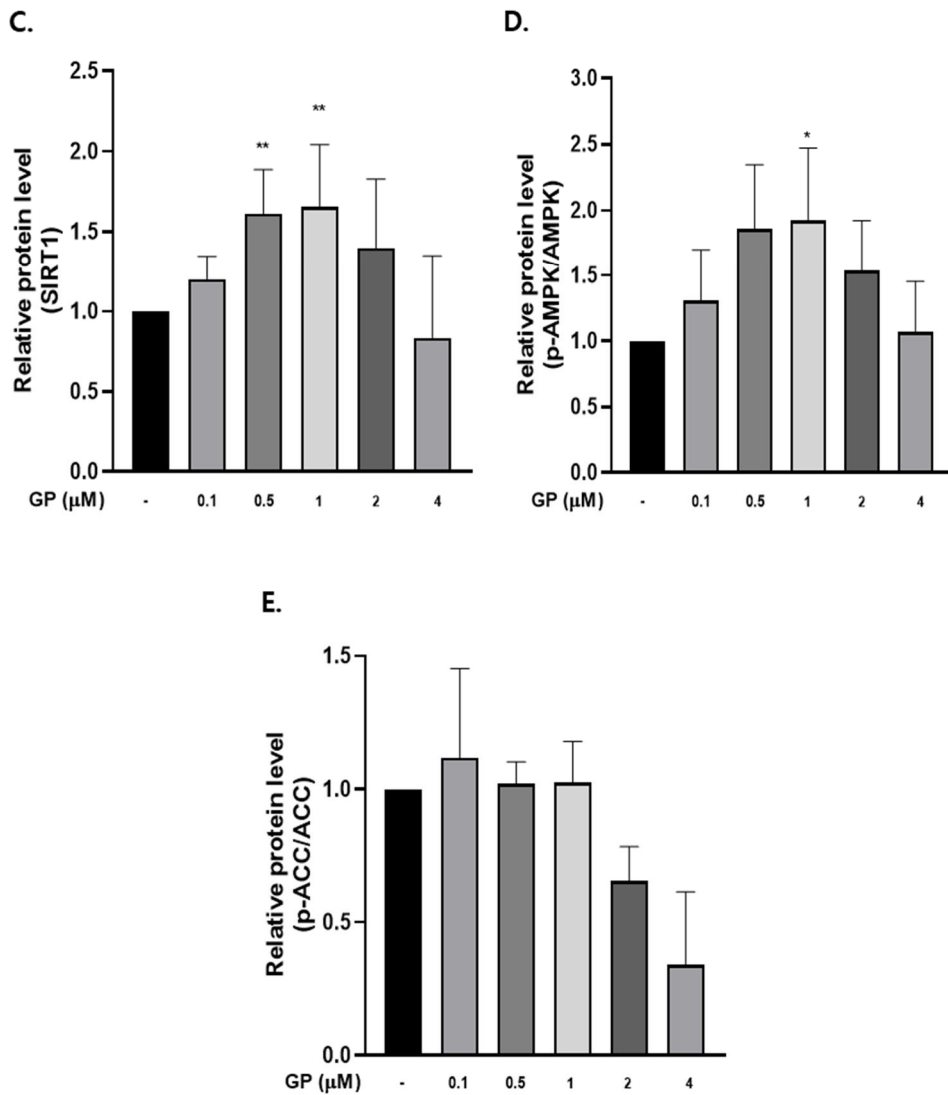 C.
Relative protein level
(SIRT1)
2.5
2.0
1.5
1.0
0.5
0.0
**
**
GP (μM)
- 0.1 0.5 1 2 4
D.
Relative protein level
(p-AMPK/AMPK)
3.0
2.5
2.0
1.5
1.0
0.5
0.0
*
GP (μM)
- 0.1 0.5 1 2 4
E.
Relative protein level
(p-ACC/ACC)
1.5
1.0
0.5
0.0
GP (μM)
- 0.1 0.5 1 2 4